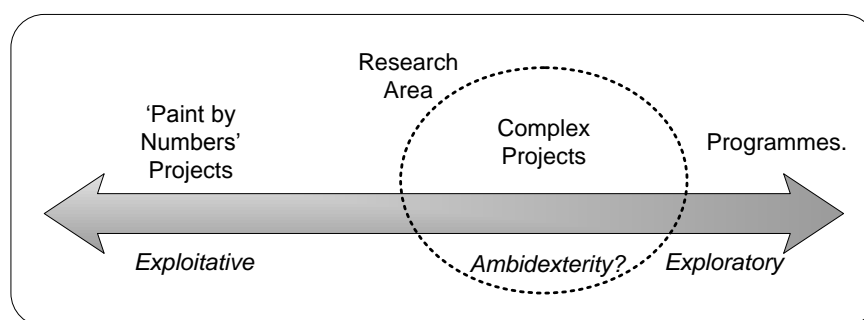 Research
Area
‘Paint by
Numbers’
Projects
Complex
Projects
Programmes.
Exploitative
Ambidexterity?
Exploratory